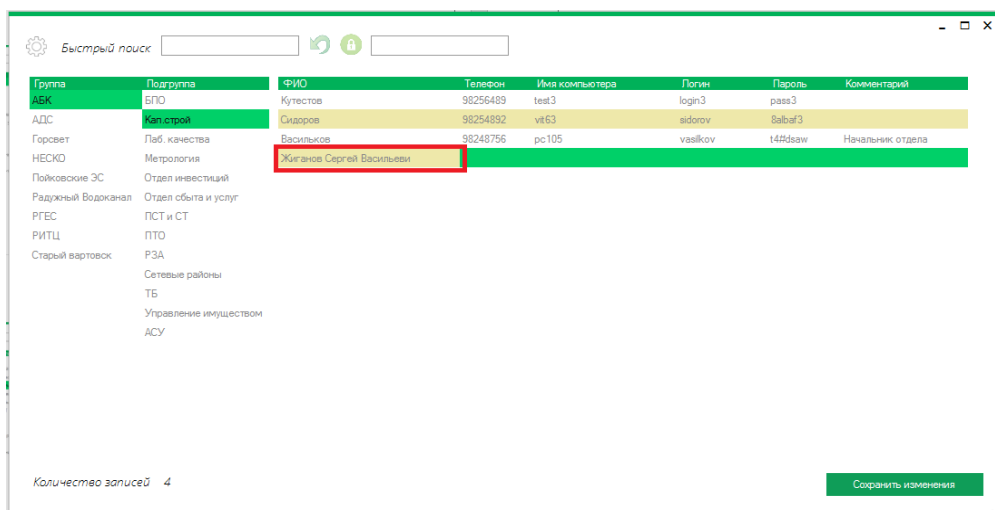 Быстрый поиск
Группа Подгруппа ФИО Телефон Имя компьютера Логин Пароль Комментарий
АБК БПО Кутестов 98256489 test3 login3 pass3
АДС Кап.строй Сидоров 98254892 vit63 sidorov 8albaf3
Горсвет Лаб. качества Васильков 98248756 pc105 vasilkov t4#dsaw Начальник отдела
НЕСКО Метрология Жиганов Сергей Васильеви
Пойковские ЭС Отдел инвестиций
Радужный Водоканал Отдел сбыта и услуг
РГЕС ПСТ и СТ
РИТЦ ПТО
Старый вартовск РЗА
Сетевые районы
ТБ
Управление имуществом
АСУ
Количество записей 4
Сохранить изменения